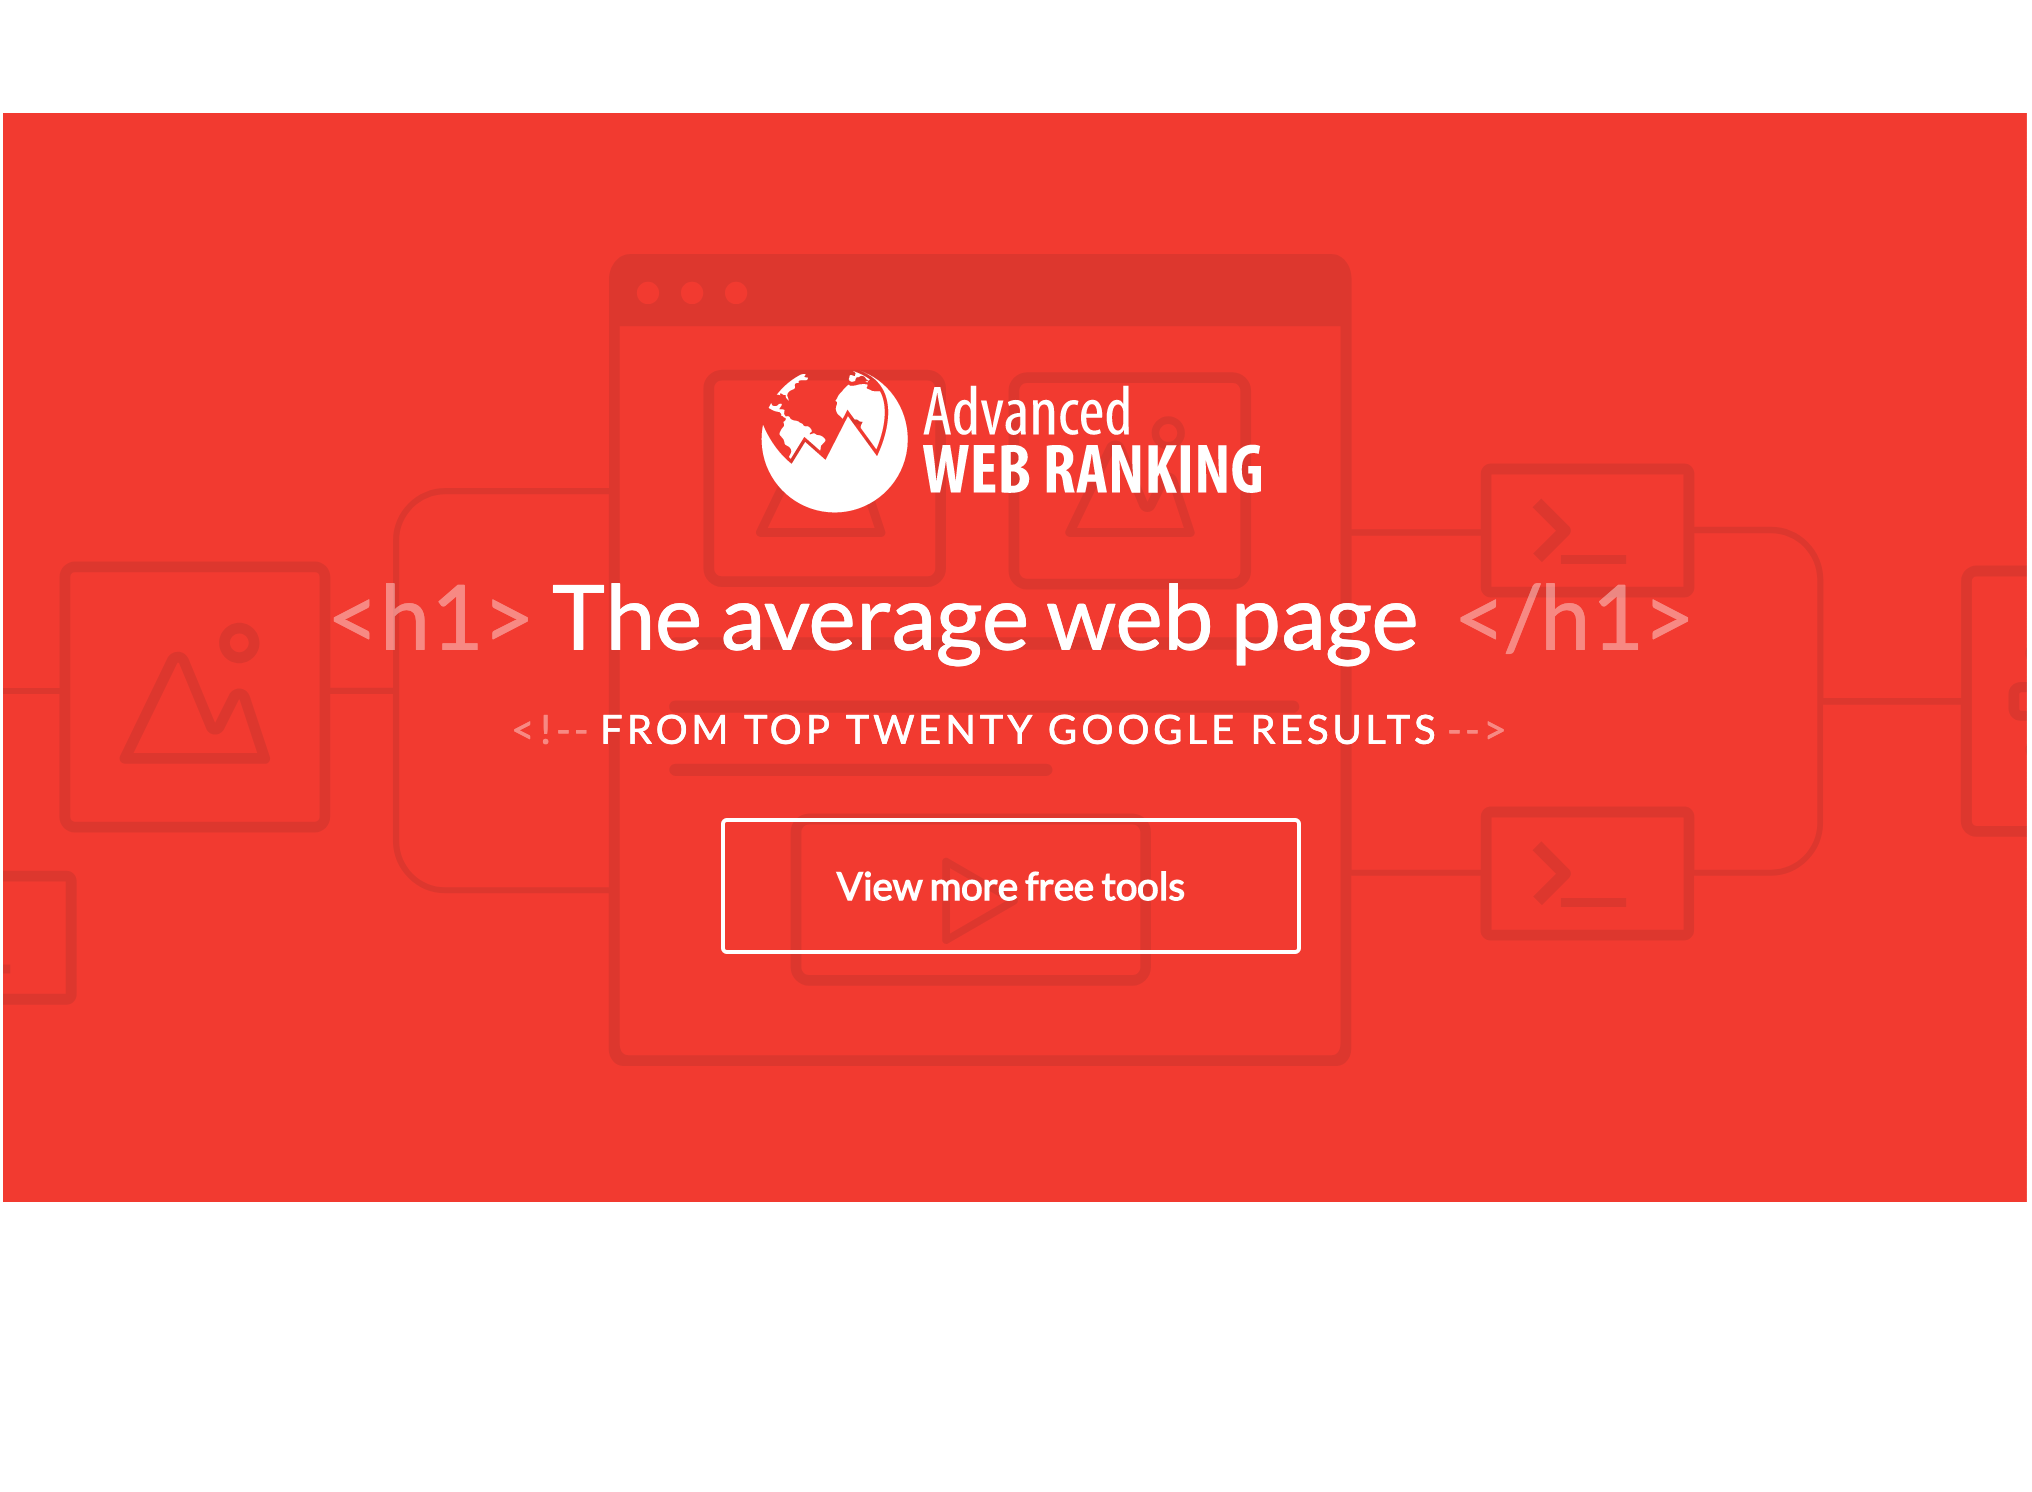 Advanced
WEB RANKING
<h1> The average web page </h1>
<!-- FROM TOP TWENTY GOOGLE RESULTS -->
View more free tools